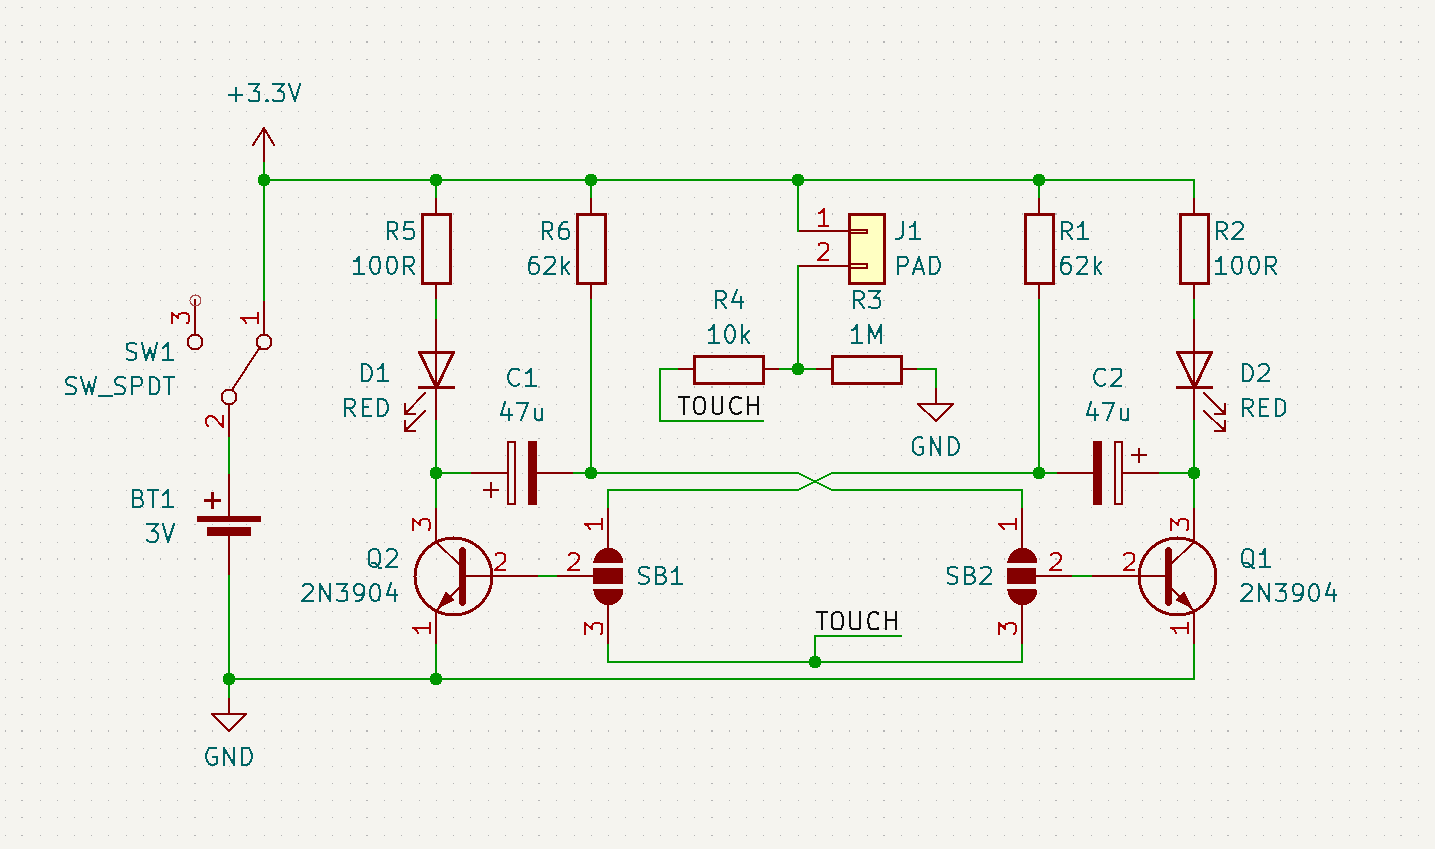 +3.3V
R5
100R
R6
62k
1
2
J1
PAD
R1
62k
R2
100R
R4
10k
R3
1M
3
1
SW1
SW_SPDT
2
D1
RED
C1
47u
+
TOUCH
GND
C2
47u
+
D2
RED
BT1
3V
+
3
Q2
2N3904
2
1
1
2
3
SB1
1
2
3
SB2
TOUCH
3
2
1
Q1
2N3904
GND